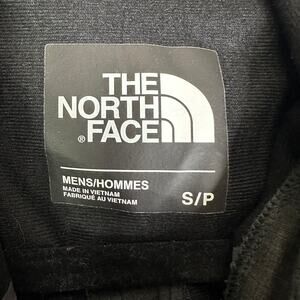 THE
NORTH
® FACE
MENS/HOMMES
MADE IN VIETNAM
FABRIQUÉ AU VIETNAM
S/P